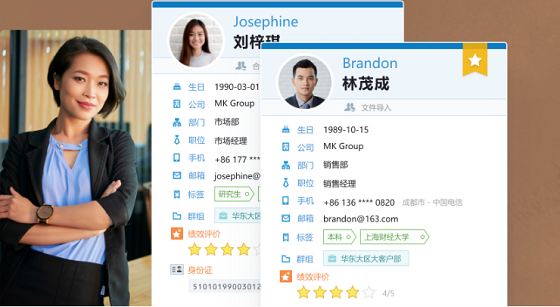 Josephine
刘梓琪
生日 1990-03-01
公司 MK Group
部门 市场部
职位 市场经理
手机 +86 177 ***
邮箱 josephine@
标签 研究生
群组 华东大区
绩效评价
身份证
51010199003012
Brandon
林茂成
文件导入
生日 1989-10-15
公司 MK Group
部门 销售部
职位 销售经理
手机 +86 136 **** 0820 成都市 - 中国电信
邮箱 brandon@163.com
标签 本科 上海财经大学
群组 华东大区大客户部
绩效评价
4/5